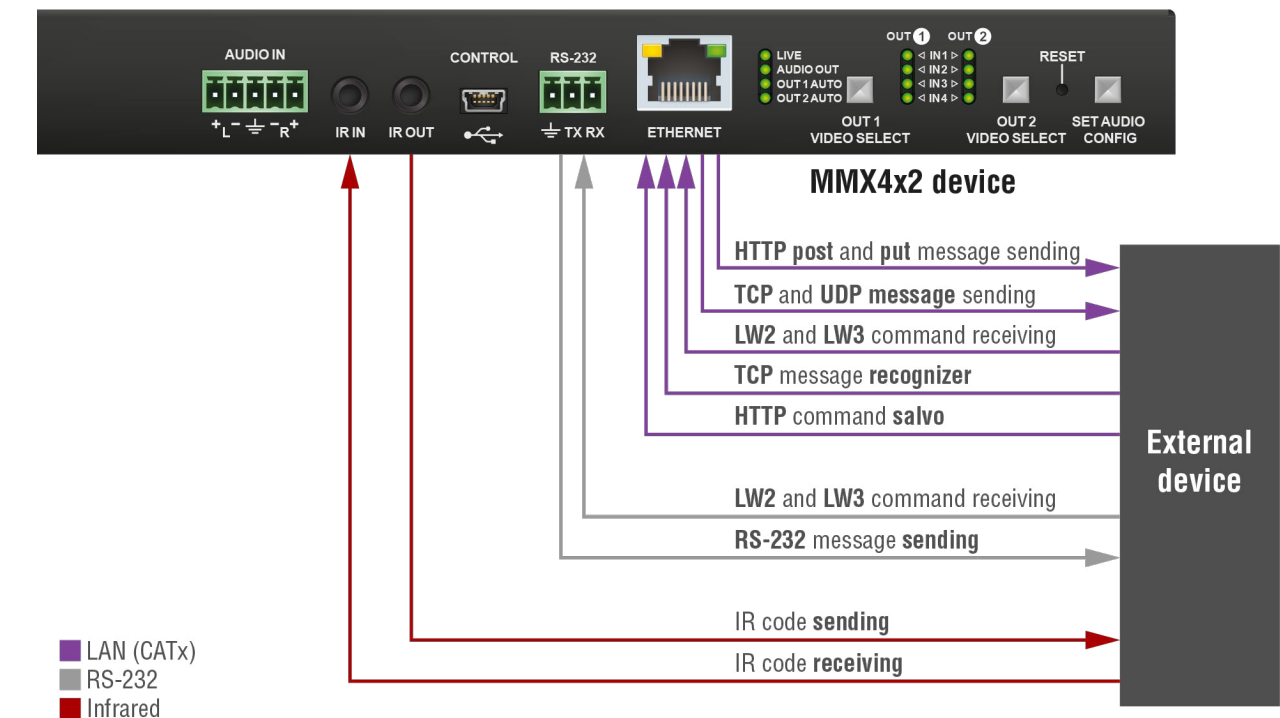 AUDIO IN
+ L - ⏚ - R +
IR IN
IR OUT
CONTROL
RS-232
⏚ TX RX
ETHERNET
LIVE
AUDIO OUT
OUT 1 AUTO
OUT 2 AUTO
OUT 1
VIDEO SELECT
OUT 1 OUT 2
◁ IN1 ▷
◁ IN2 ▷
◁ IN3 ▷
◁ IN4 ▷
OUT 2
VIDEO SELECT
RESET
SET AUDIO
CONFIG
MMX4x2 device
HTTP post and put message sending
TCP and UDP message sending
LW2 and LW3 command receiving
TCP message recognizer
HTTP command salvo
External
device
LW2 and LW3 command receiving
RS-232 message sending
IR code sending
IR code receiving
LAN (CATx)
RS-232
Infrared